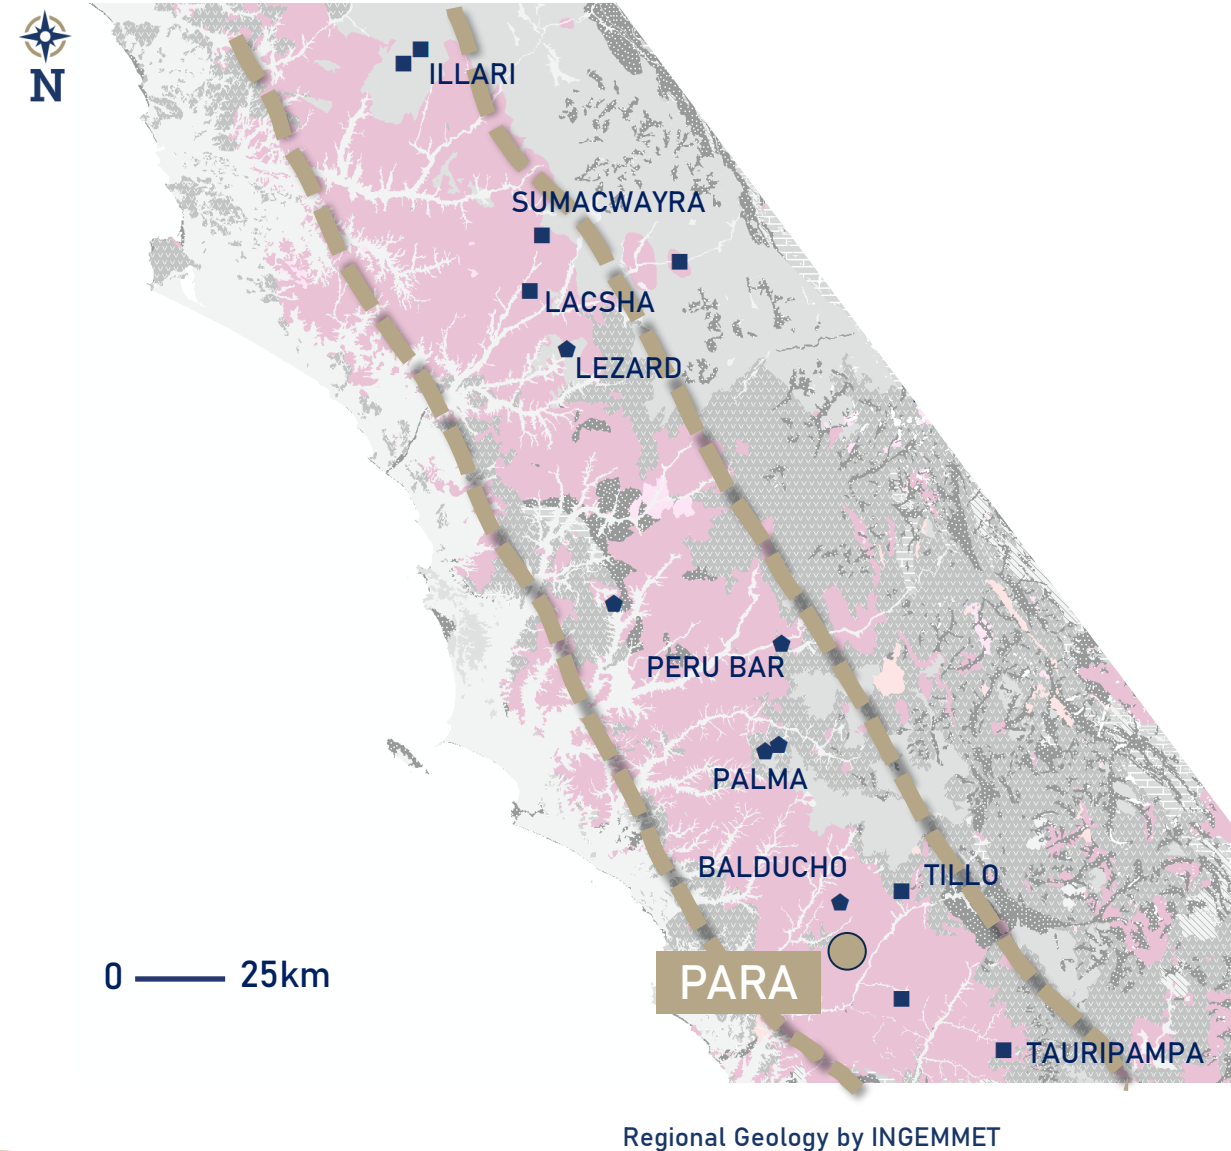 N
ILLARI
SUMACWAYRA
LACSHA
LEZARD
PERU BAR
PALMA
BALDUCHO
TILLO
PARA
0 25km
TAURIPAMPA
Regional Geology by INGEMMET